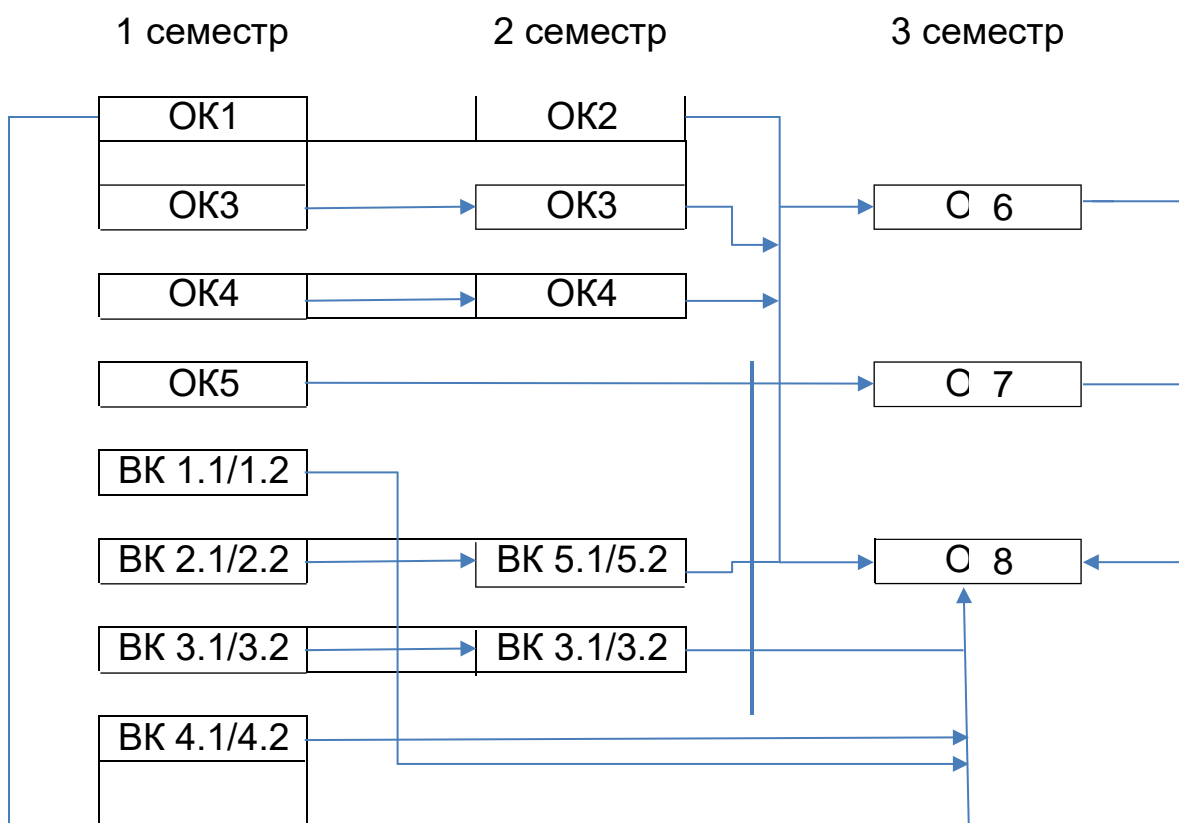 1 семестр 2 семестр 3 семестр
ОК1 ОК2
ОК3 ОК3 О 6
ОК4 ОК4
ОК5 О 7
ВК 1.1/1.2
ВК 2.1/2.2 ВК 5.1/5.2 О 8
ВК 3.1/3.2 ВК 3.1/3.2
ВК 4.1/4.2